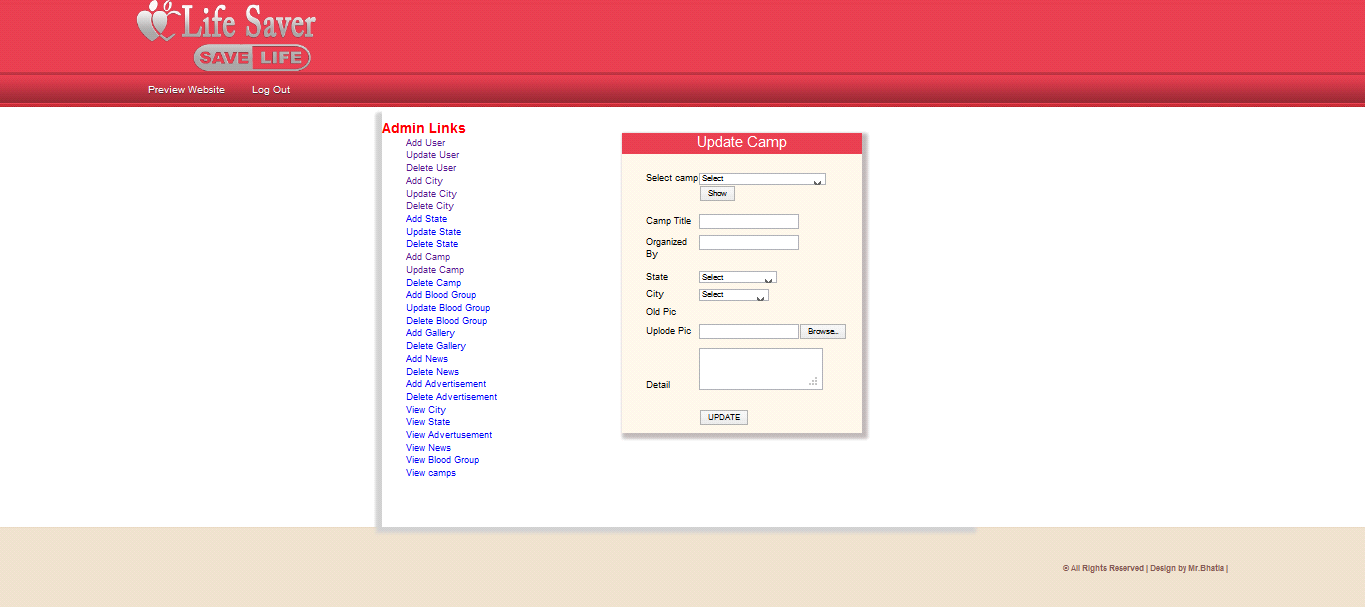 Life Saver
SAVE LIFE
Preview Website Log Out
Admin Links
Add User
Update User
Delete User
Add City
Update City
Delete City
Add State
Update State
Delete State
Add Camp
Update Camp
Delete Camp
Add Blood Group
Update Blood Group
Delete Blood Group
Add Gallery
Delete Gallery
Add News
Delete News
Add Advertisement
Delete Advertisement
View City
View State
View Advertusement
View News
View Blood Group
View camps
Update Camp
Select camp Select
Show
Camp Title
Organized
By
State Select
City Select
Old Pic
Uplode Pic Browse..
Detail
UPDATE
© All Rights Reserved | Design by Mr.Bhatia |